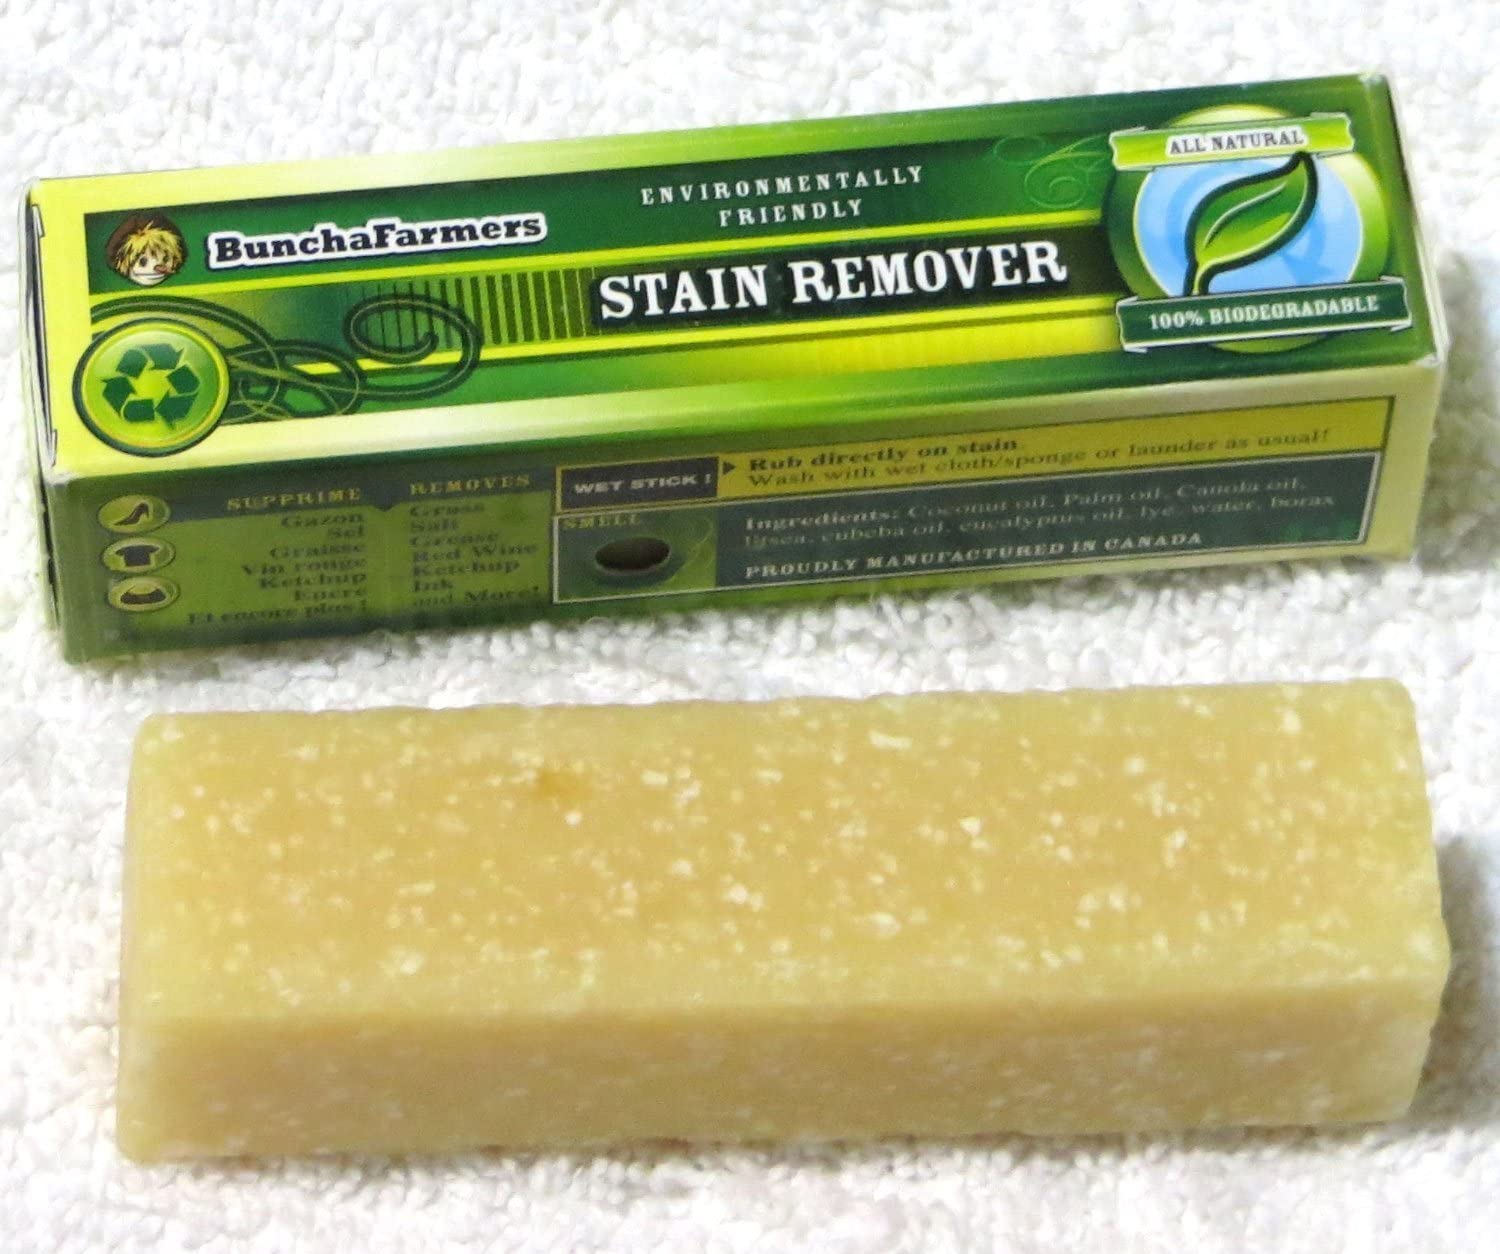 BunchaFarmers
ENVIRONMENTALLY
FRIENDLY
STAIN REMOVER
ALL NATURAL
100% BIODEGRADABLE
SUPPRIME
Gazon
Sel
Graisse
Vin rouge
Ketchup
Encre
Et encore plus !
REMOVES
Grass
Salt
Grease
Red Wine
Ketchup
Ink
and More!
WET STICK !
Rub directly on stain.
Wash with wet cloth/sponge or launder as usual!
SMELL
Ingredients: Coconut oil, Palm oil, Canola oil,
litsea, cubeba oil, eucalyptus oil, lye, water, borax
PROUDLY MANUFACTURED IN CANADA